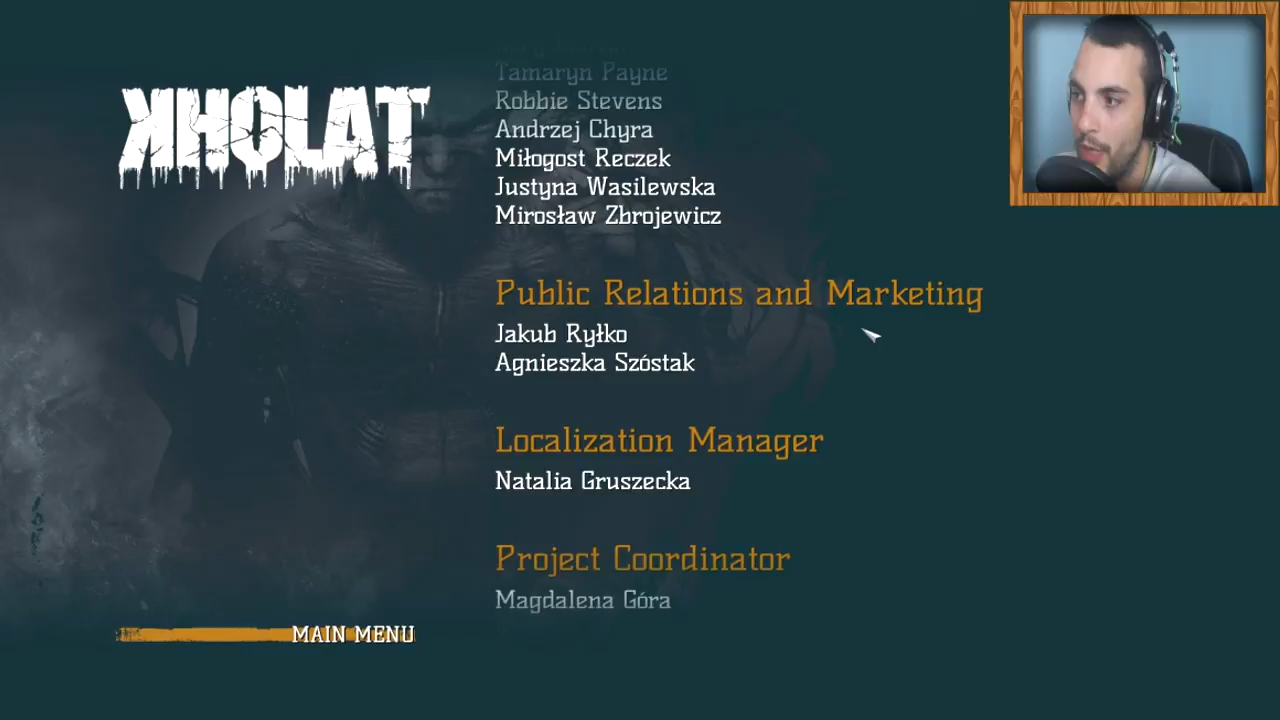 KHOLAT
Tamaryn Payne
Robbie Stevens
Andrzej Chyra
Miłogost Reczek
Justyna Wasilewska
Mirosław Zbrojewicz
Public Relations and Marketing
Jakub Ryłko
Agnieszka Szóstak
Localization Manager
Natalia Gruszecka
Project Coordinator
Magdalena Góra
MAIN MENU